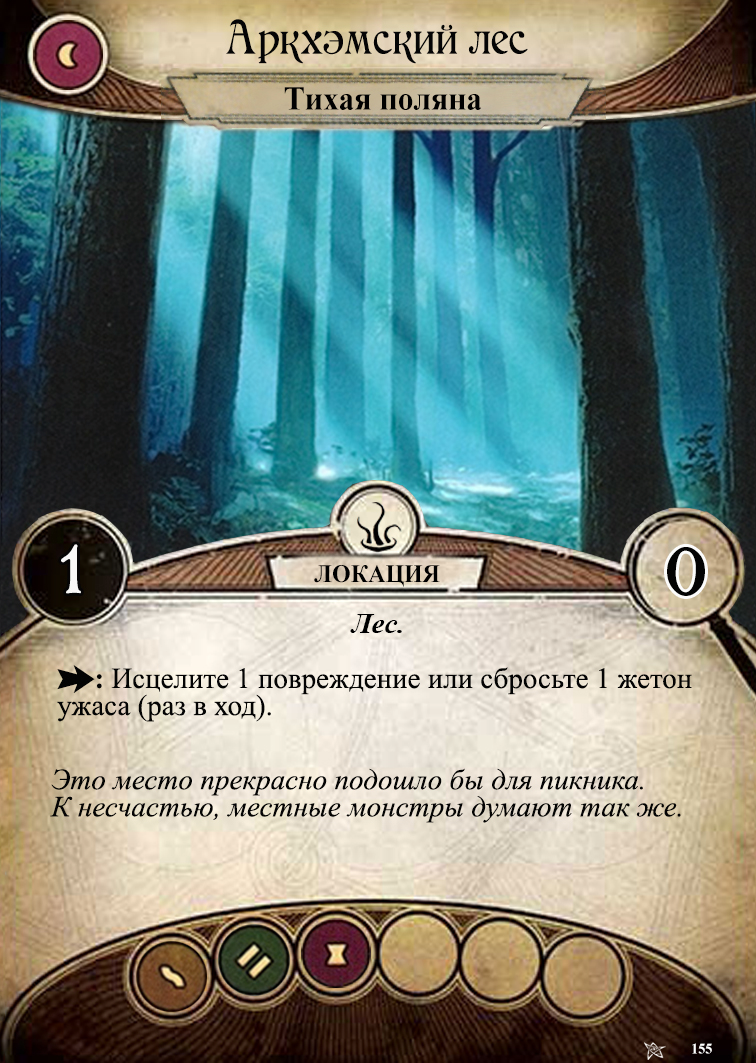 Аркхэмский лес
Тихая поляна
1
0
ЛОКАЦИЯ
Лес.
: Исцелите 1 повреждение или сбросьте 1 жетон
ужаса (раз в ход).
Это место прекрасно подошло бы для пикника.
К несчастью, местные монстры думают так же.
155